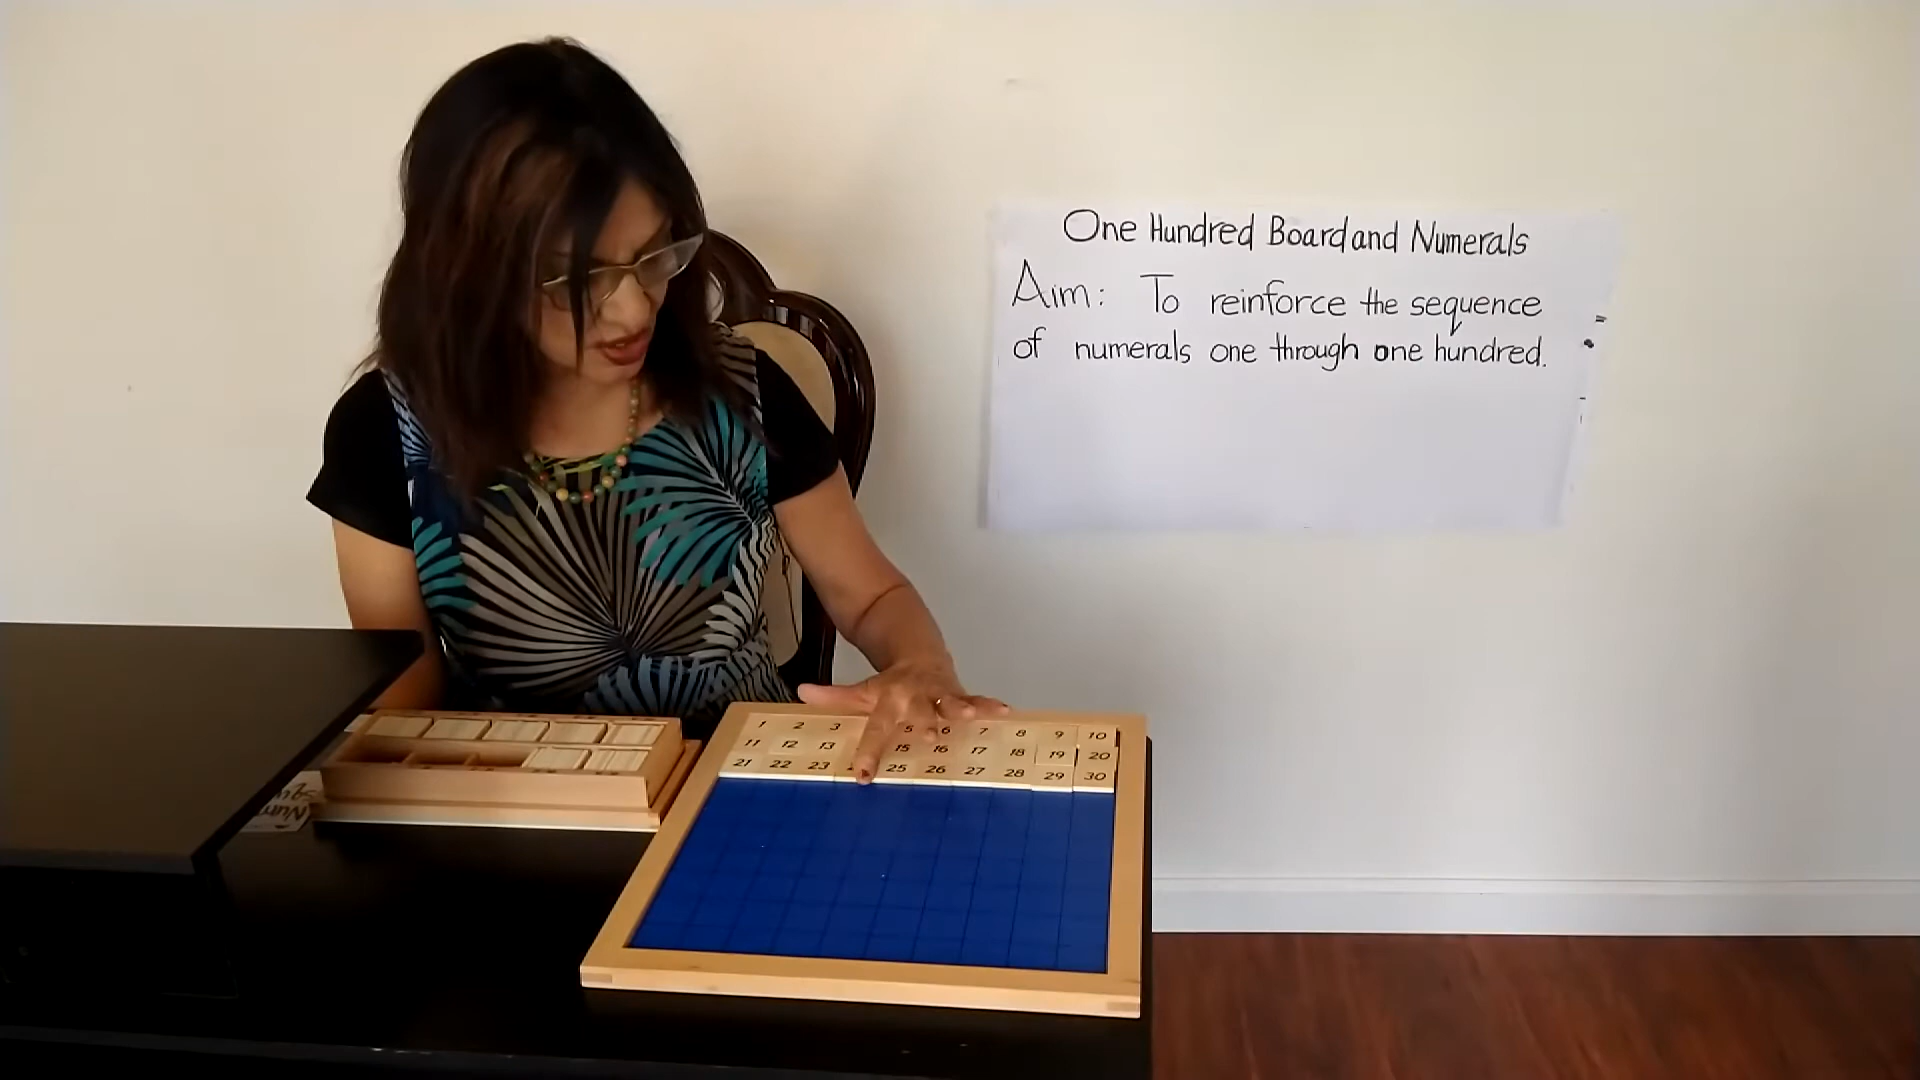 One Hundred Board and Numerals
Aim: To reinforce the sequence
of numerals one through one hundred.
1 2 3 5 6 7 8 9 10
11 12 13 15 16 17 18 19 20
21 22 23 25 26 27 28 29 30